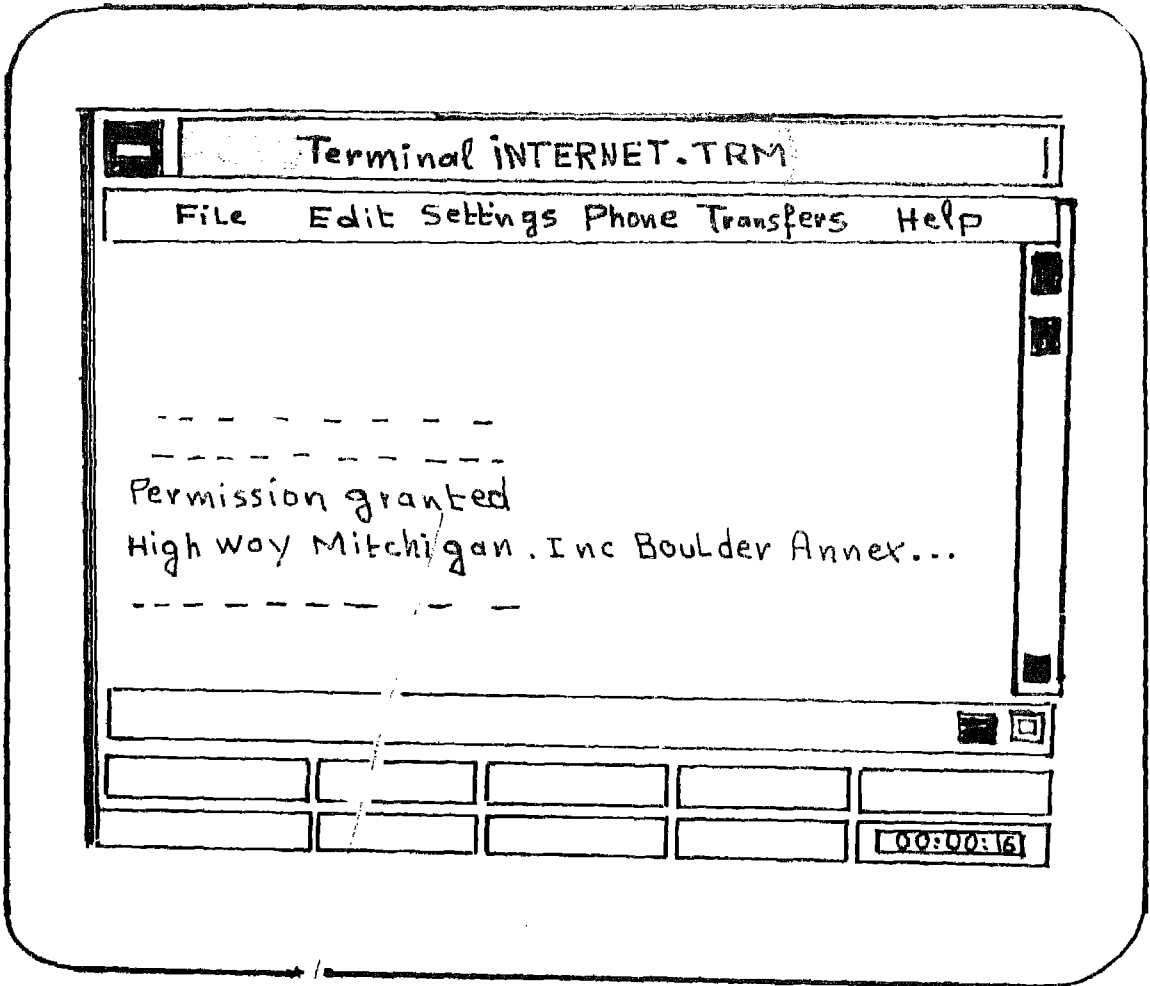 Terminal iNTERNET.TRM
File Edit Settings Phone Transfers Help
Permission granted
High way Mitchigan. Inc Boulder Annex...
00:00:16